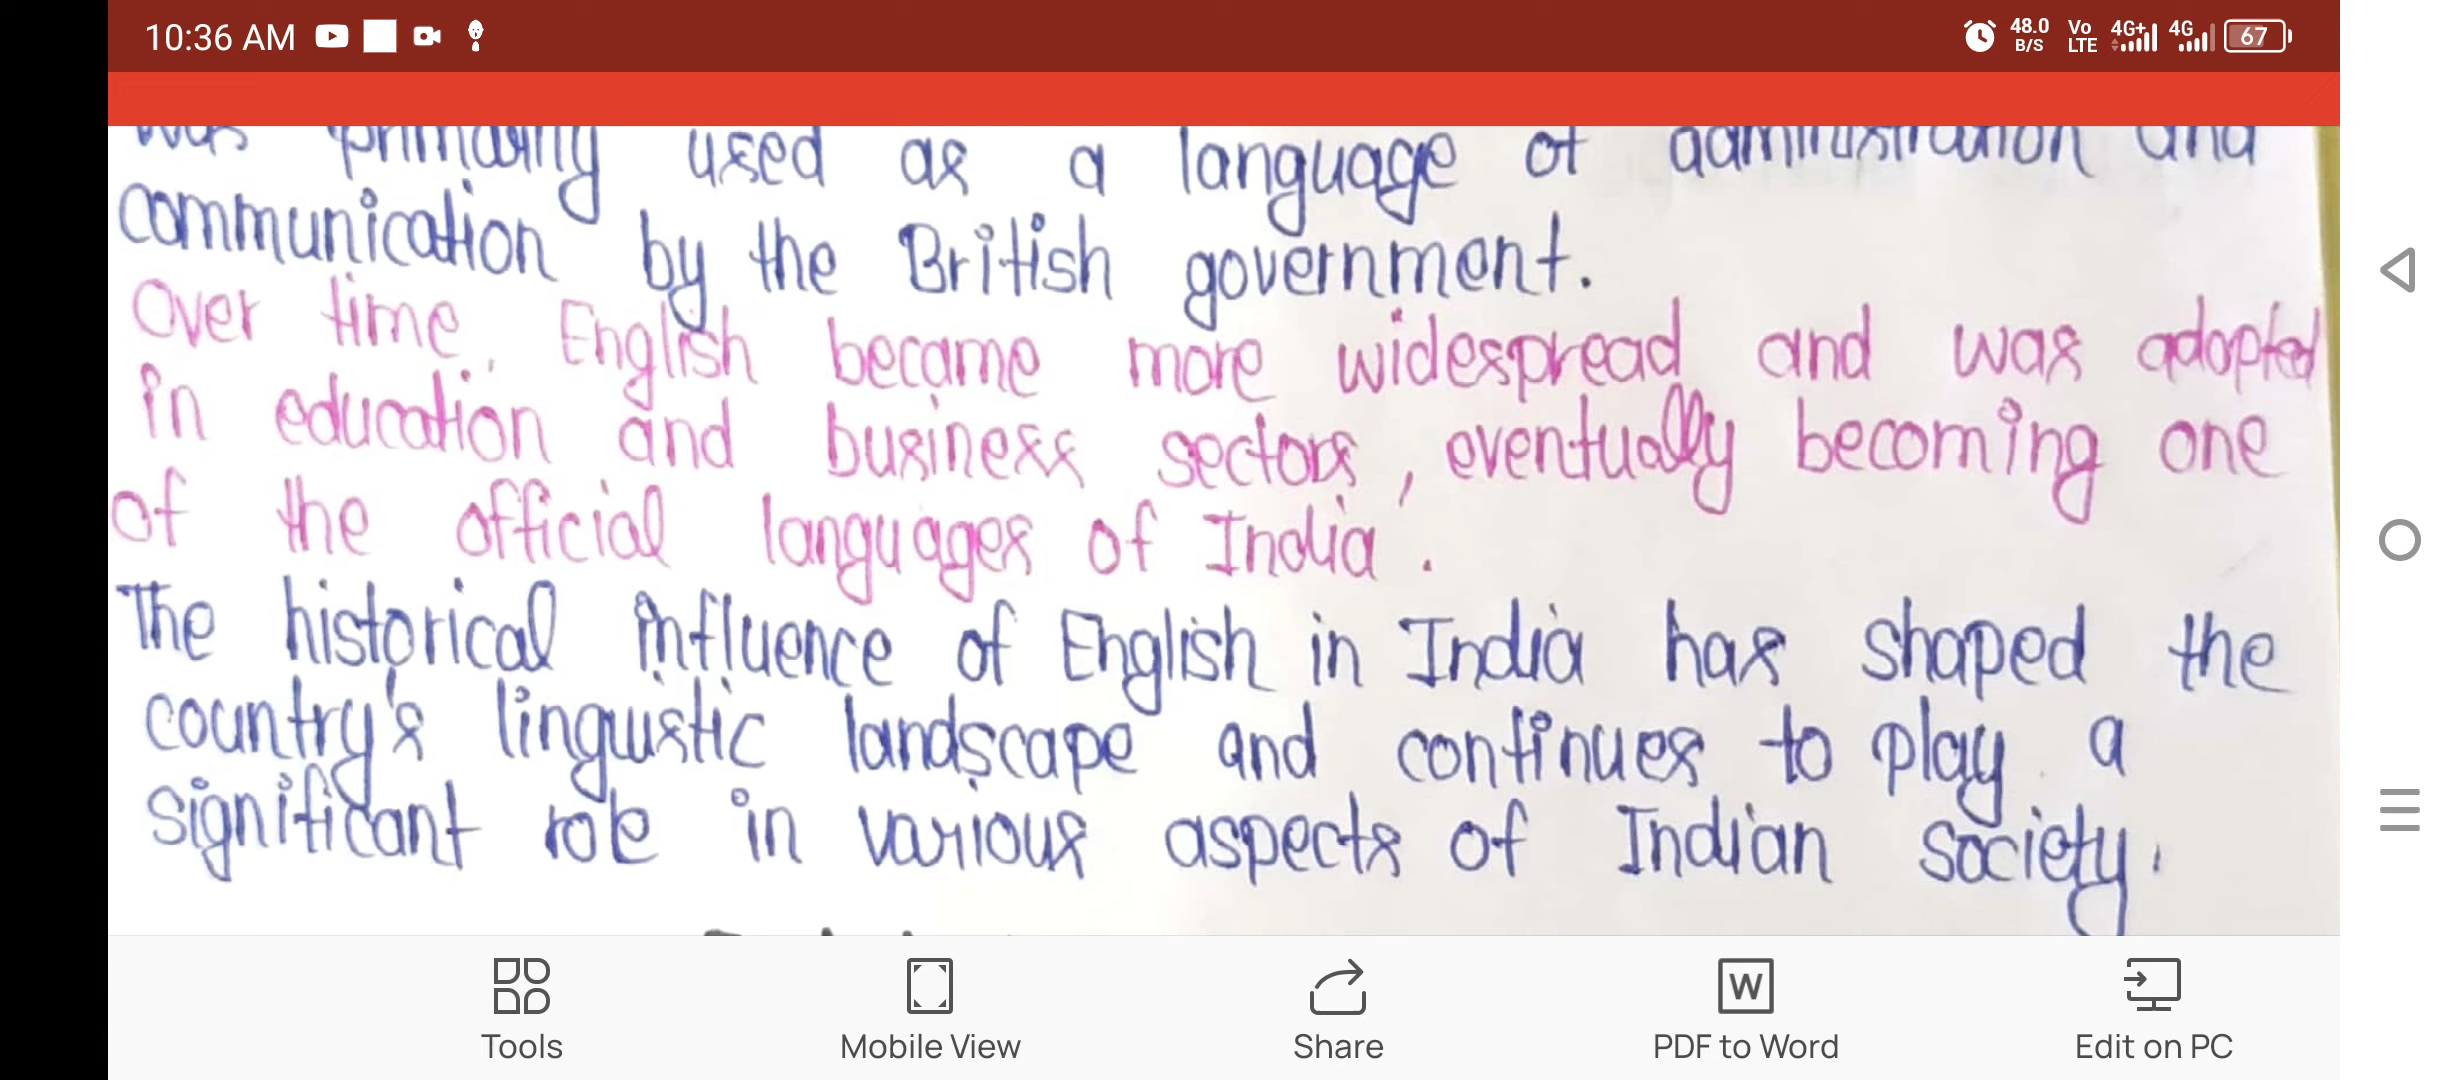 10:36 AM
48.0 B/S Vo LTE 4G+ 4G 67
was primarily used as a language of administration and
communication by the British government.
Over time, English became more widespread and was adopted
in education and business sectors, eventually becoming one
of the official languages of India.
The historical influence of English in India has shaped the
country's linguistic landscape and continues to play a
significant role in various aspects of Indian society.
Tools
Mobile View
Share
W
PDF to Word
Edit on PC